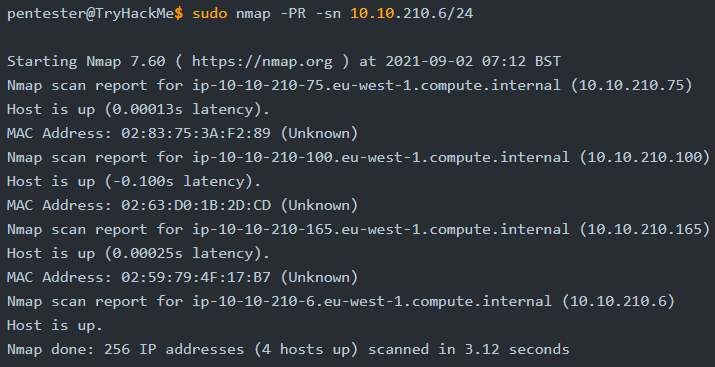 pentester@TryHackMe$ sudo nmap -PR -sn 10.10.210.6/24
Starting Nmap 7.60 ( https://nmap.org ) at 2021-09-02 07:12 BST
Nmap scan report for ip-10-10-210-75.eu-west-1.compute.internal (10.10.210.75)
Host is up (0.00013s latency).
MAC Address: 02:83:75:3A:F2:89 (Unknown)
Nmap scan report for ip-10-10-210-100.eu-west-1.compute.internal (10.10.210.100)
Host is up (-0.100s latency).
MAC Address: 02:63:D0:1B:2D:CD (Unknown)
Nmap scan report for ip-10-10-210-165.eu-west-1.compute.internal (10.10.210.165)
Host is up (0.00025s latency).
MAC Address: 02:59:79:4F:17:B7 (Unknown)
Nmap scan report for ip-10-10-210-6.eu-west-1.compute.internal (10.10.210.6)
Host is up.
Nmap done: 256 IP addresses (4 hosts up) scanned in 3.12 seconds